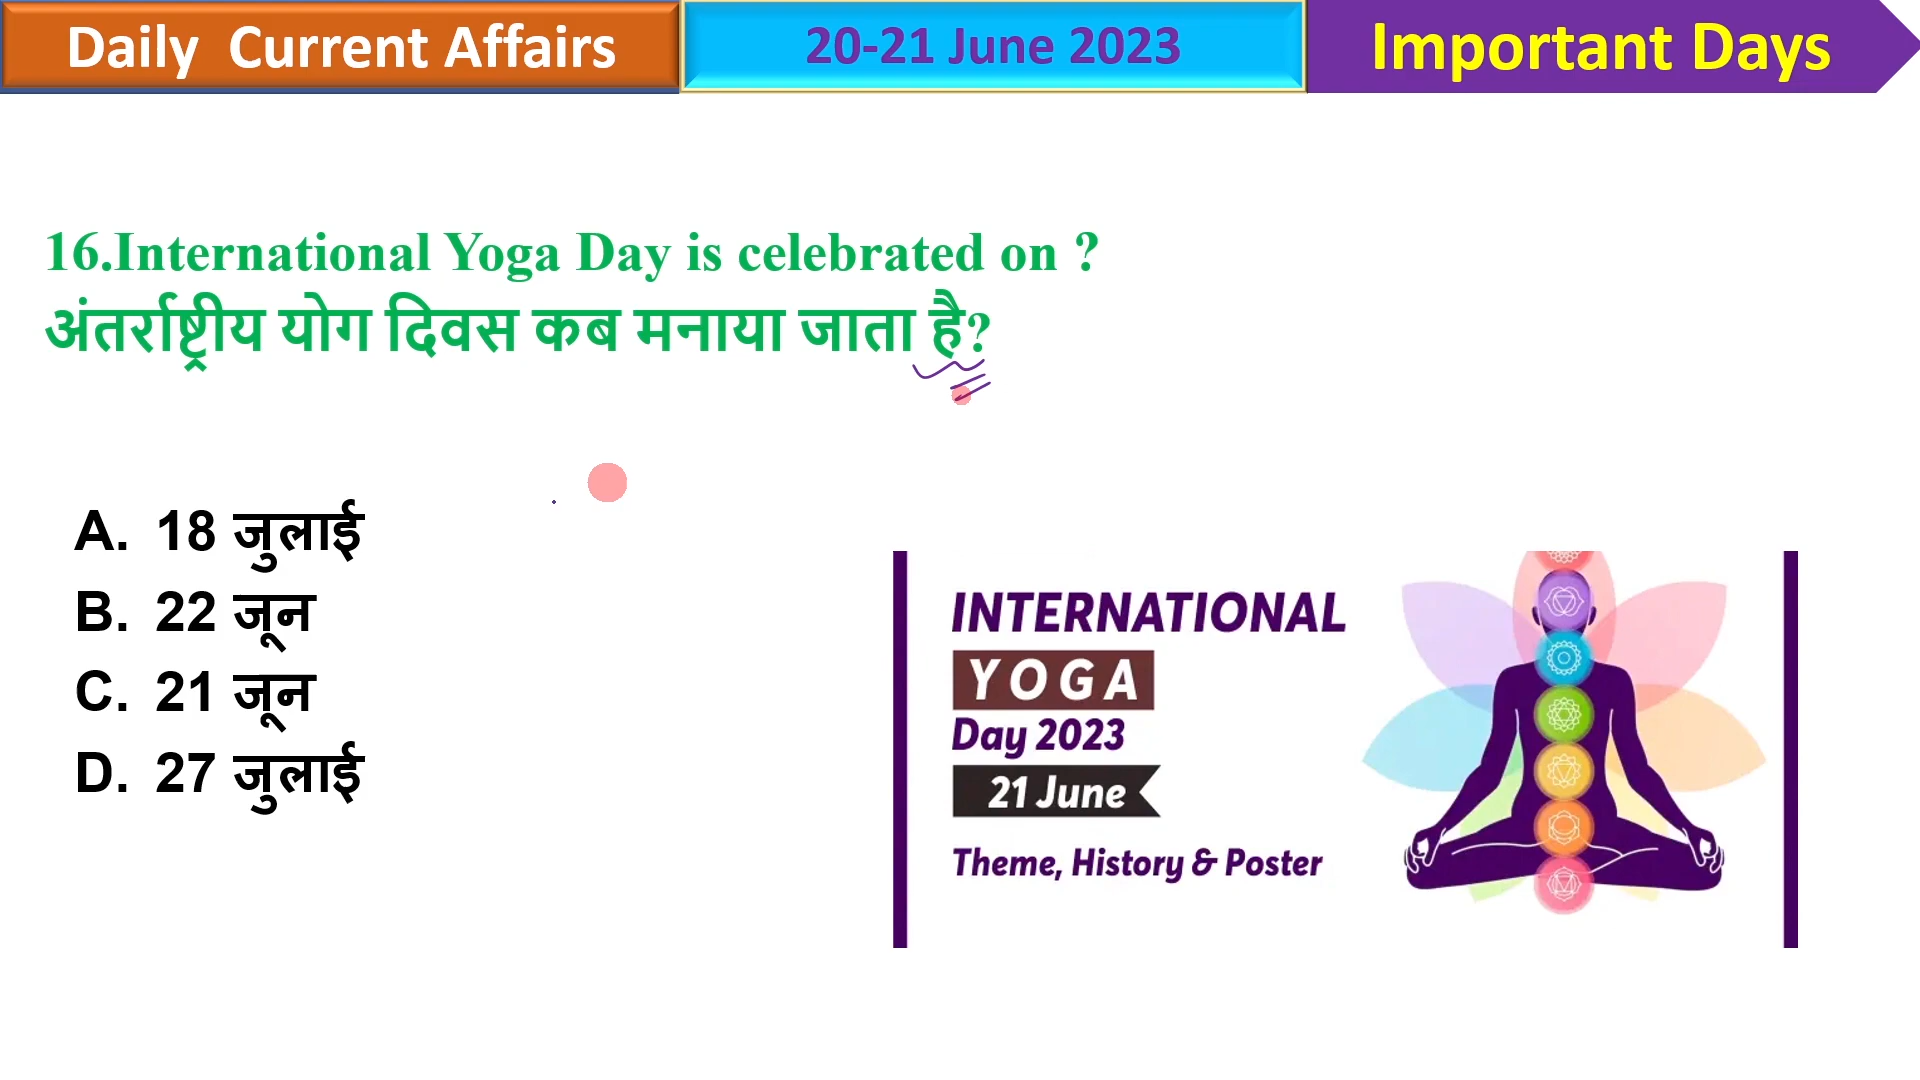 Daily Current Affairs
20-21 June 2023
Important Days
16.International Yoga Day is celebrated on ?
अंतर्राष्ट्रीय योग दिवस कब मनाया जाता है?
A. 18 जुलाई
B. 22 जून
C. 21 जून
D. 27 जुलाई
INTERNATIONAL
YOGA
Day 2023
21 June
Theme, History & Poster